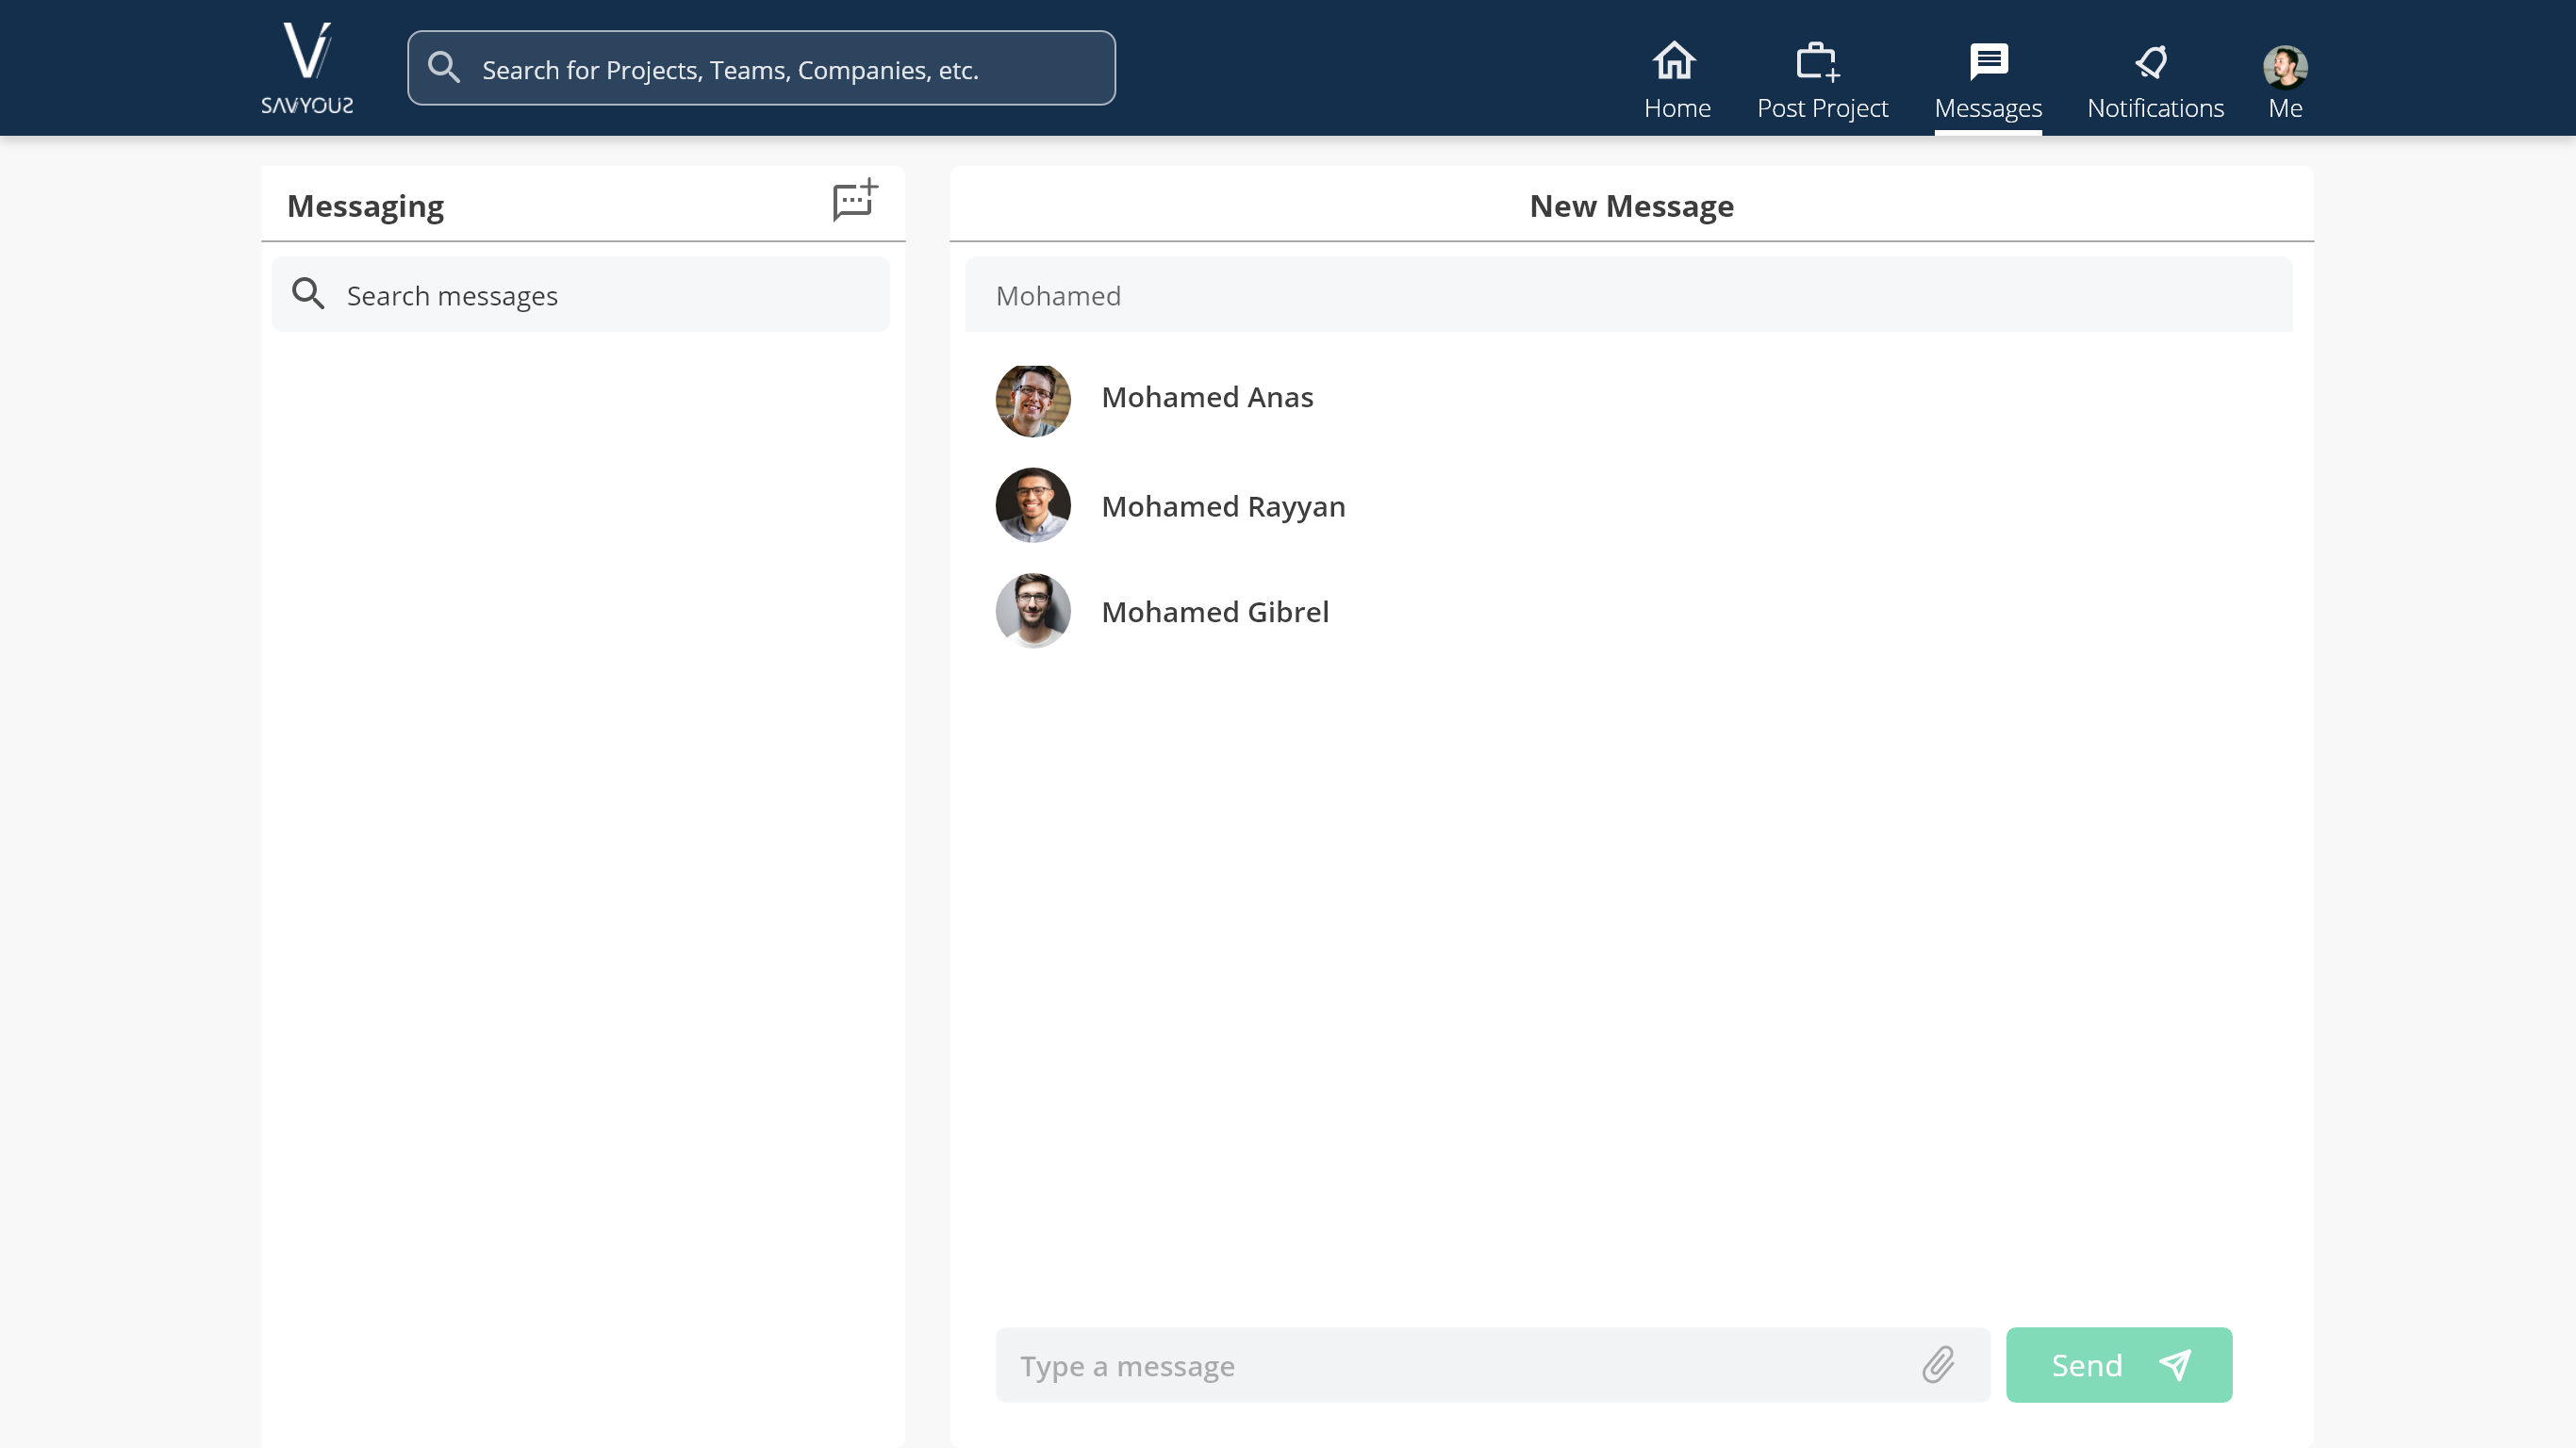 SAVYOUS
Search for Projects, Teams, Companies, etc.
Home
Post Project
Messages
Notifications
Me
Messaging
Search messages
New Message
Mohamed
Mohamed Anas
Mohamed Rayyan
Mohamed Gibrel
Type a message
Send